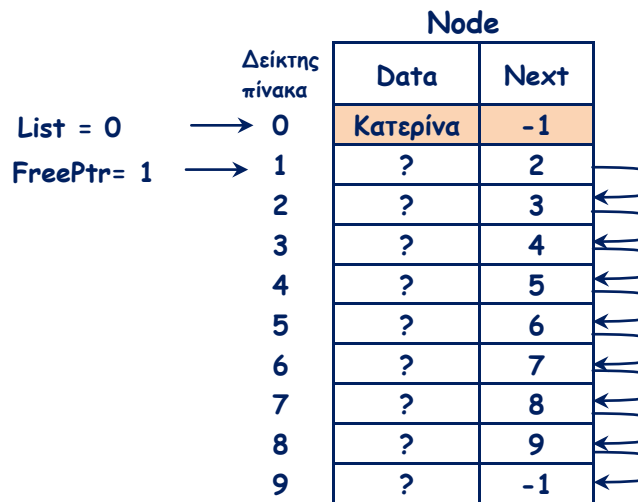 Node
Δείκτης
πίνακα
Data Next
List = 0 0 Κατερίνα -1
FreePtr= 1 1 ? 2
2 ? 3
3 ? 4
4 ? 5
5 ? 6
6 ? 7
7 ? 8
8 ? 9
9 ? -1